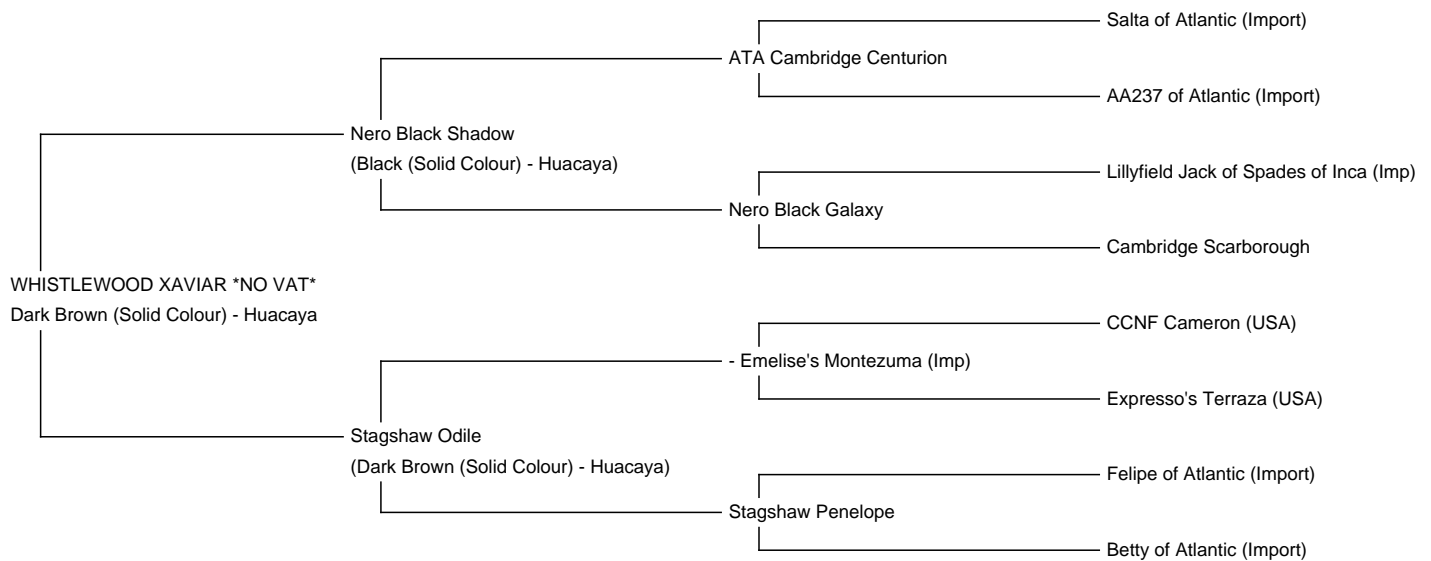 Salta of Atlantic (Import)
ATA Cambridge Centurion
AA237 of Atlantic (Import)
Nero Black Shadow
(Black (Solid Colour) - Huacaya)
Lillyfield Jack of Spades of Inca (Imp)
Nero Black Galaxy
Cambridge Scarborough
WHISTLEWOOD XAVIAR *NO VAT*
Dark Brown (Solid Colour) - Huacaya
CCNF Cameron (USA)
- Emelise's Montezuma (Imp)
Expresso's Terraza (USA)
Stagshaw Odile
(Dark Brown (Solid Colour) - Huacaya)
Felipe of Atlantic (Import)
Stagshaw Penelope
Betty of Atlantic (Import)